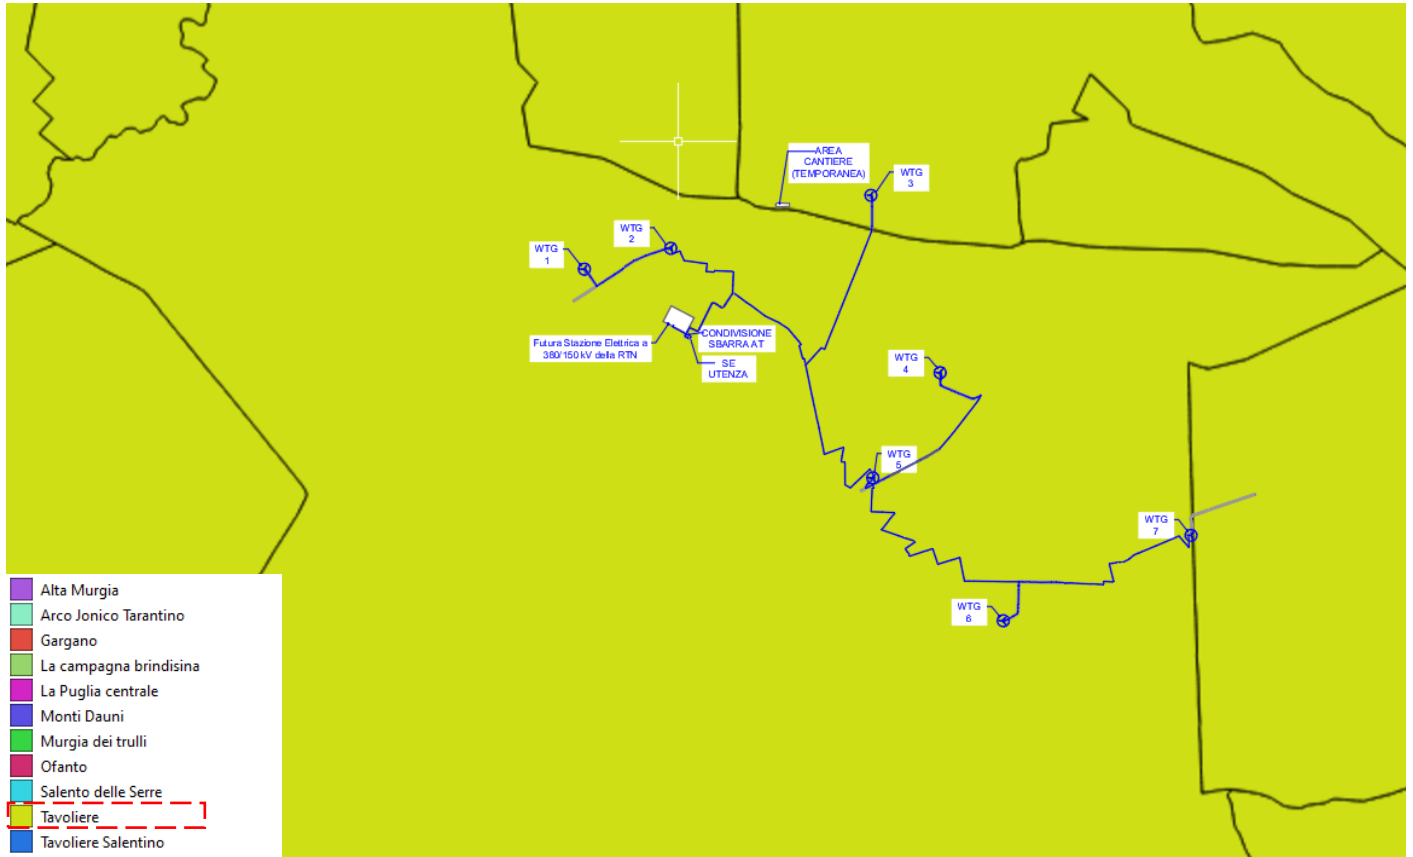 AREA
CANTIERE
(TEMPORANEA)
WTG
3
WTG
2
WTG
1
CONDIVISIONE
SBARRA AT
Futura Stazione Elettrica a
380/150 kV della RTN
SE
UTENZA
WTG
4
WTG
5
WTG
7
WTG
6
Alta Murgia
Arco Jonico Tarantino
Gargano
La campagna brindisina
La Puglia centrale
Monti Dauni
Murgia dei trulli
Ofanto
Salento delle Serre
Tavoliere
Tavoliere Salentino